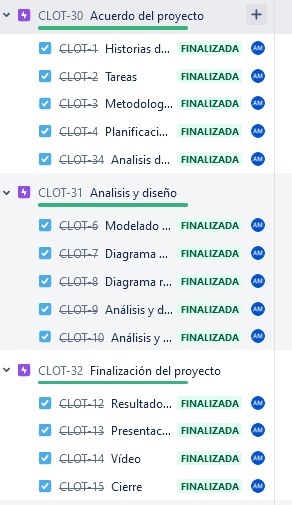 CLOT-30 Acuerdo del proyecto
CLOT-1 Historias d... FINALIZADA AM
CLOT-2 Tareas FINALIZADA AM
CLOT-3 Metodolog... FINALIZADA AM
CLOT-4 Planificaci... FINALIZADA AM
CLOT-34 Analisis d... FINALIZADA AM
CLOT-31 Analisis y diseño
CLOT-6 Modelado ... FINALIZADA AM
CLOT-7 Diagrama ... FINALIZADA AM
CLOT-8 Diagrama r... FINALIZADA AM
CLOT-9 Análisis y d... FINALIZADA AM
CLOT-10 Análisis y ... FINALIZADA AM
CLOT-32 Finalización del proyecto
CLOT-12 Resultado... FINALIZADA AM
CLOT-13 Presentac... FINALIZADA AM
CLOT-14 Vídeo FINALIZADA AM
CLOT-15 Cierre FINALIZADA AM